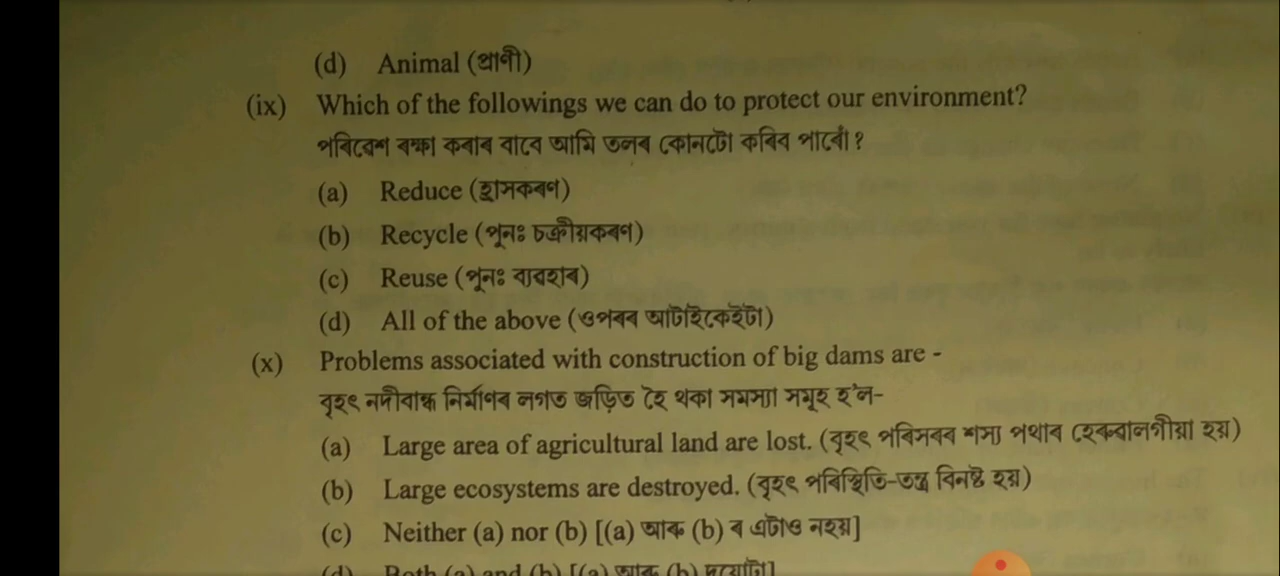 (d) Animal (প্ৰাণী)
(ix) Which of the followings we can do to protect our environment?
পৰিবেশ ৰক্ষা কৰাৰ বাবে আমি তলৰ কোনটো কৰিব পাৰোঁ?
(a) Reduce (হ্ৰাসকৰণ)
(b) Recycle (পূনঃ চক্ৰীয়কৰণ)
(c) Reuse (পূনঃ ব্যৱহাৰ)
(d) All of the above (ওপৰৰ আটাইকেইটা)
(x) Problems associated with construction of big dams are -
বৃহৎ নদীবান্ধ নিৰ্মাণৰ লগত জড়িত হৈ থকা সমস্যা সমূহ হ'ল-
(a) Large area of agricultural land are lost. (বৃহৎ পৰিসৰৰ শস্য পথাৰ হেৰুৱালগীয়া হয়)
(b) Large ecosystems are destroyed. (বৃহৎ পৰিস্থিতি-তন্ত্ৰ বিনষ্ট হয়)
(c) Neither (a) nor (b) [(a) আৰু (b) ৰ এটাও নহয়]
(d) Both (a) and (b) [(a) আৰু (b) দুয়োটা]